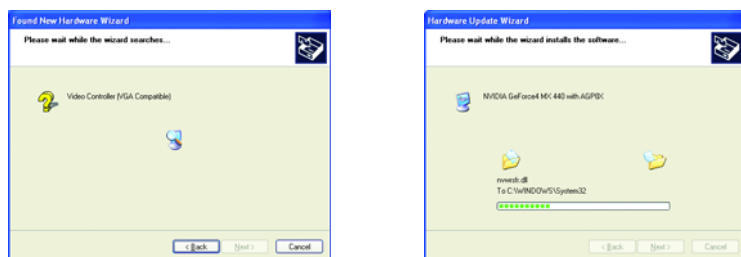 Found New Hardware Wizard
Please wait while the wizard searches...
Video Controller (VGA Compatible)
< Back
Next >
Cancel
Hardware Update Wizard
Please wait while the wizard installs the software...
NVIDIA GeForce4 MX 440 with AGP8X
To C:\WINDOWS\System32
< Back
Next >
Cancel